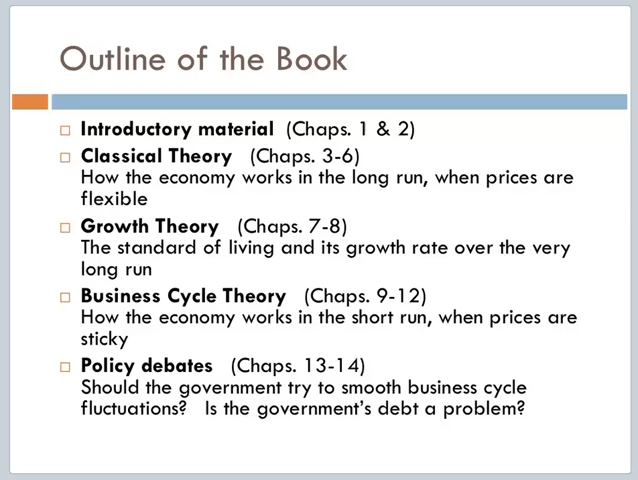 Outline of the Book
Introductory material (Chaps. 1 & 2)
Classical Theory (Chaps. 3-6)
How the economy works in the long run, when prices are
flexible
Growth Theory (Chaps. 7-8)
The standard of living and its growth rate over the very
long run
Business Cycle Theory (Chaps. 9-12)
How the economy works in the short run, when prices are
sticky
Policy debates (Chaps. 13-14)
Should the government try to smooth business cycle
fluctuations? Is the government's debt a problem?